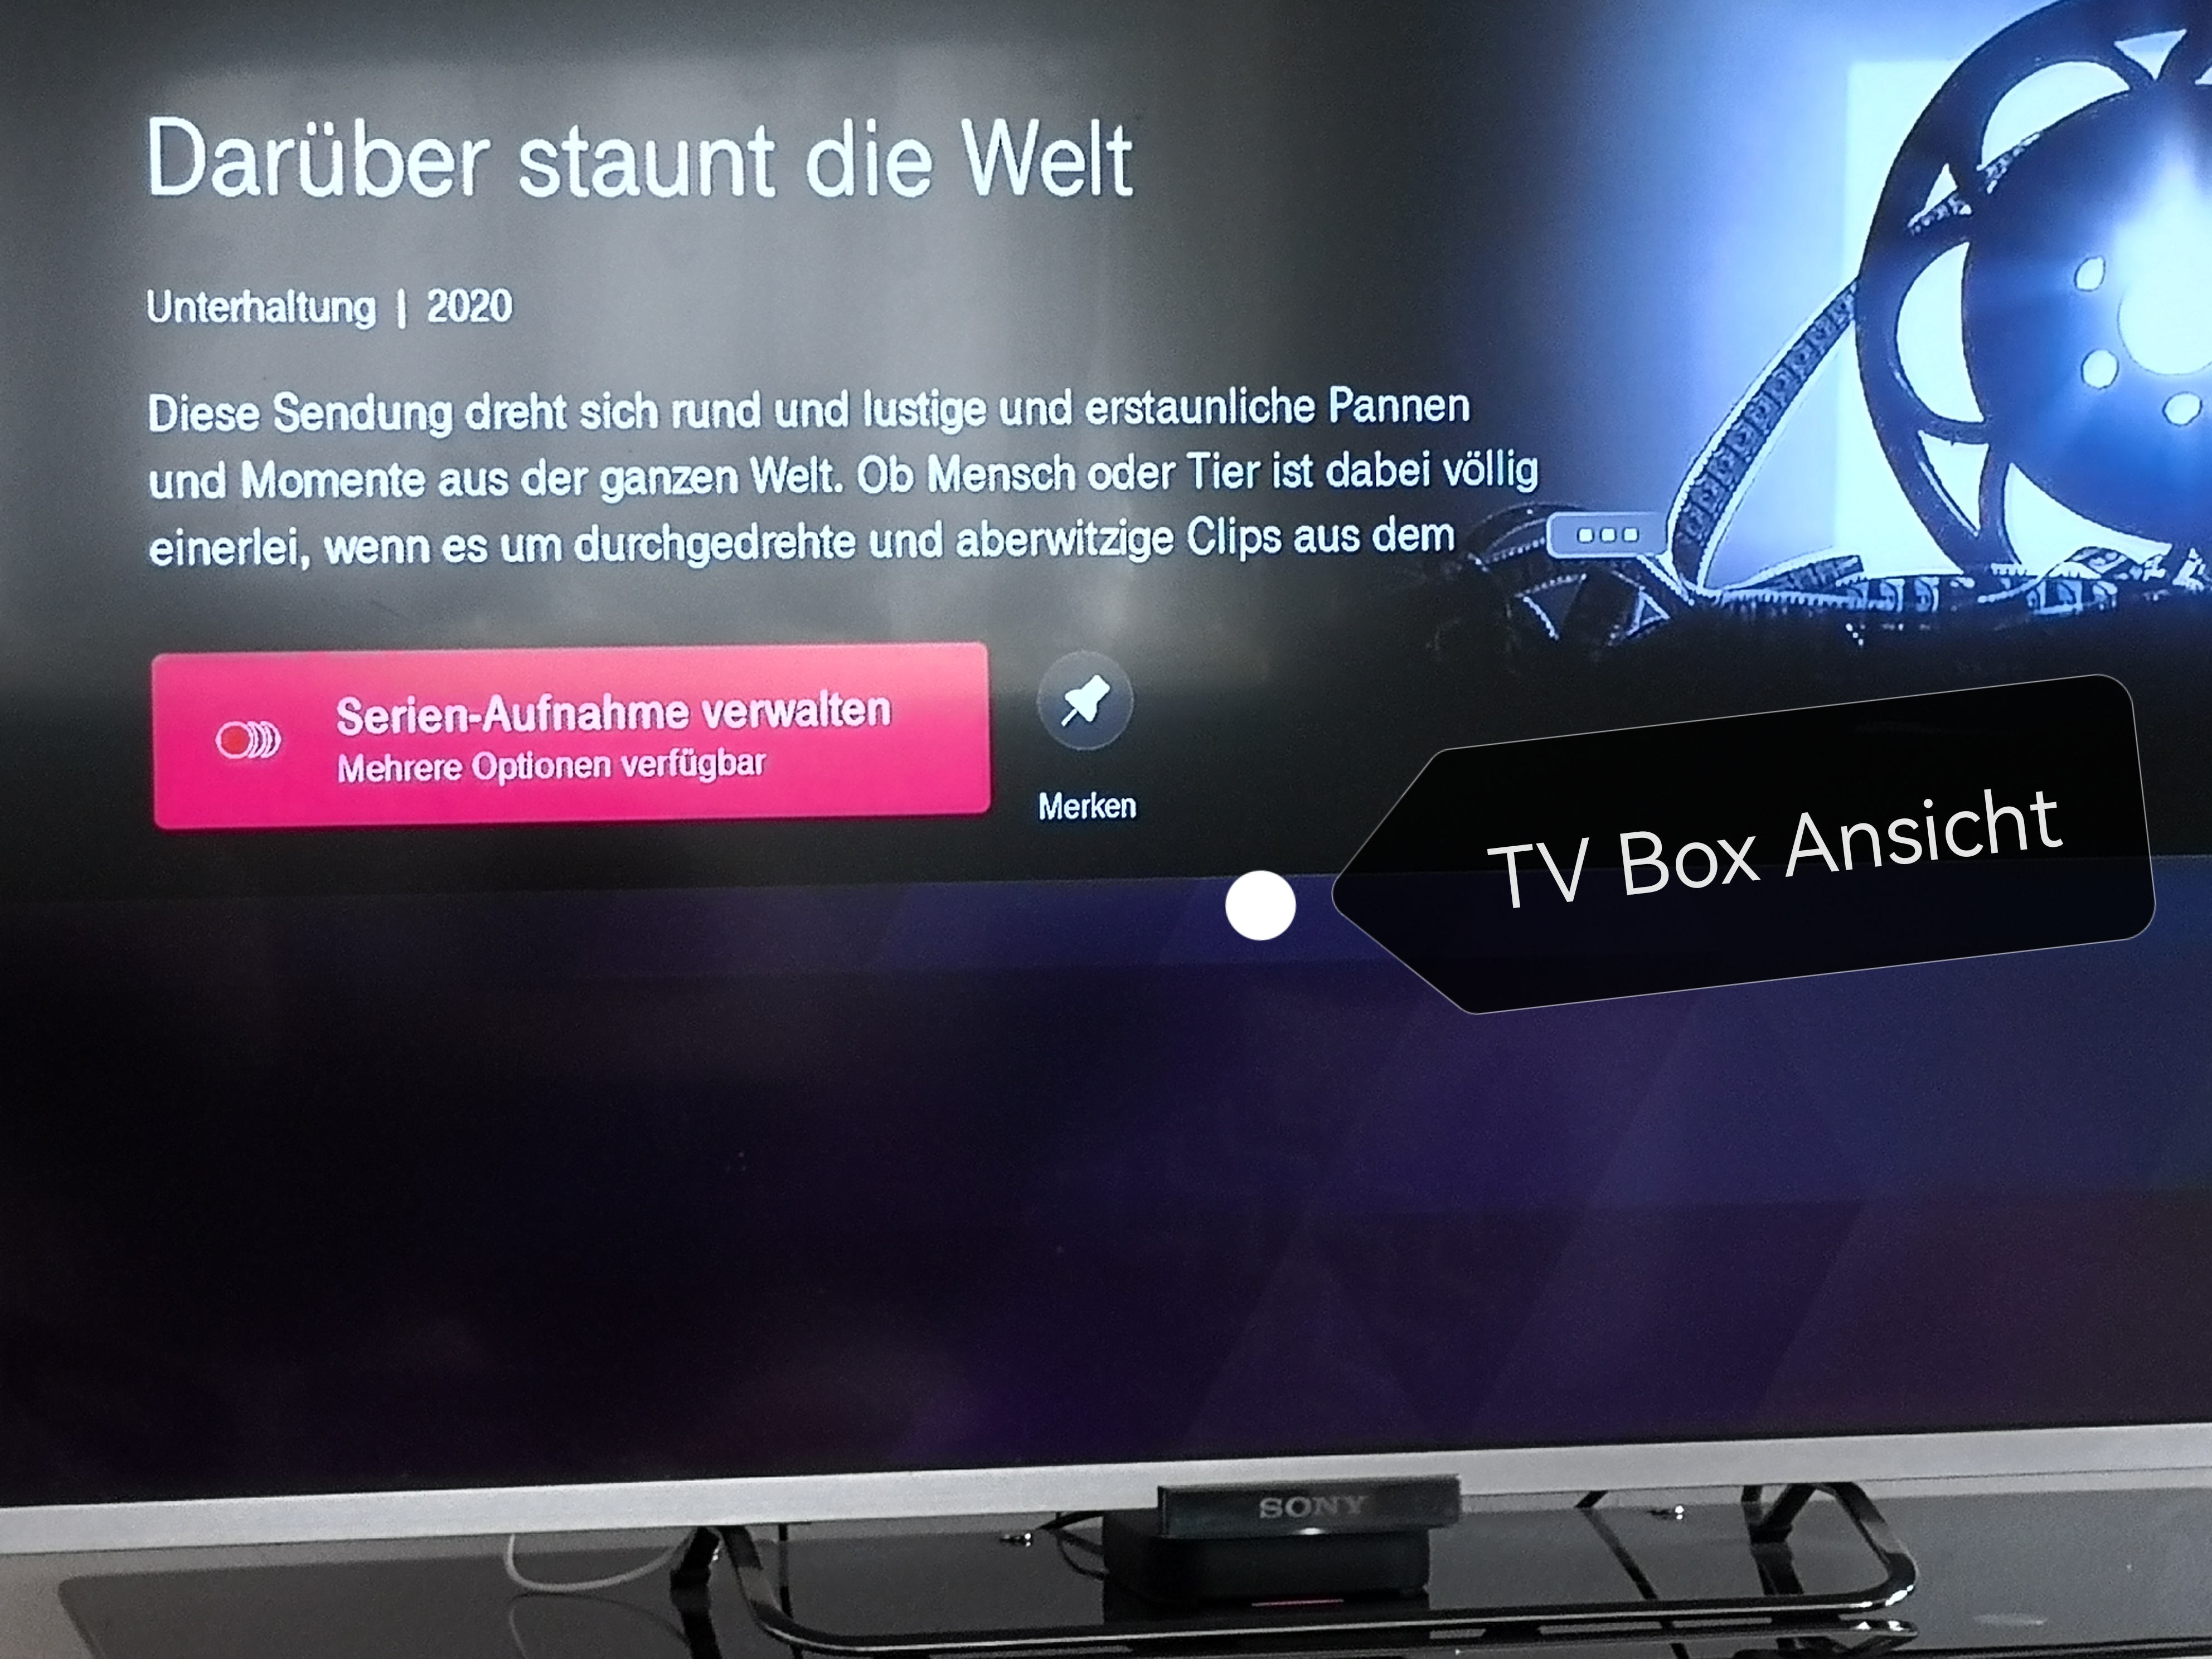 Darüber staunt die Welt
Unterhaltung | 2020
Diese Sendung dreht sich rund und lustige und erstaunliche Pannen
und Momente aus der ganzen Welt. Ob Mensch oder Tier ist dabei völlig
einerlei, wenn es um durchgedrehte und aberwitzige Clips aus dem
Serien-Aufnahme verwalten
Mehrere Optionen verfügbar
Merken
TV Box Ansicht
SONY